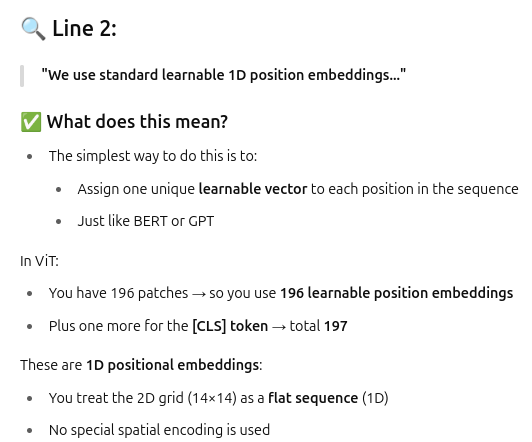 🔍 Line 2:
"We use standard learnable 1D position embeddings..."
✅ What does this mean?
• The simplest way to do this is to:
• Assign one unique learnable vector to each position in the sequence
• Just like BERT or GPT
In ViT:
• You have 196 patches → so you use 196 learnable position embeddings
• Plus one more for the [CLS] token → total 197
These are 1D positional embeddings:
• You treat the 2D grid (14×14) as a flat sequence (1D)
• No special spatial encoding is used